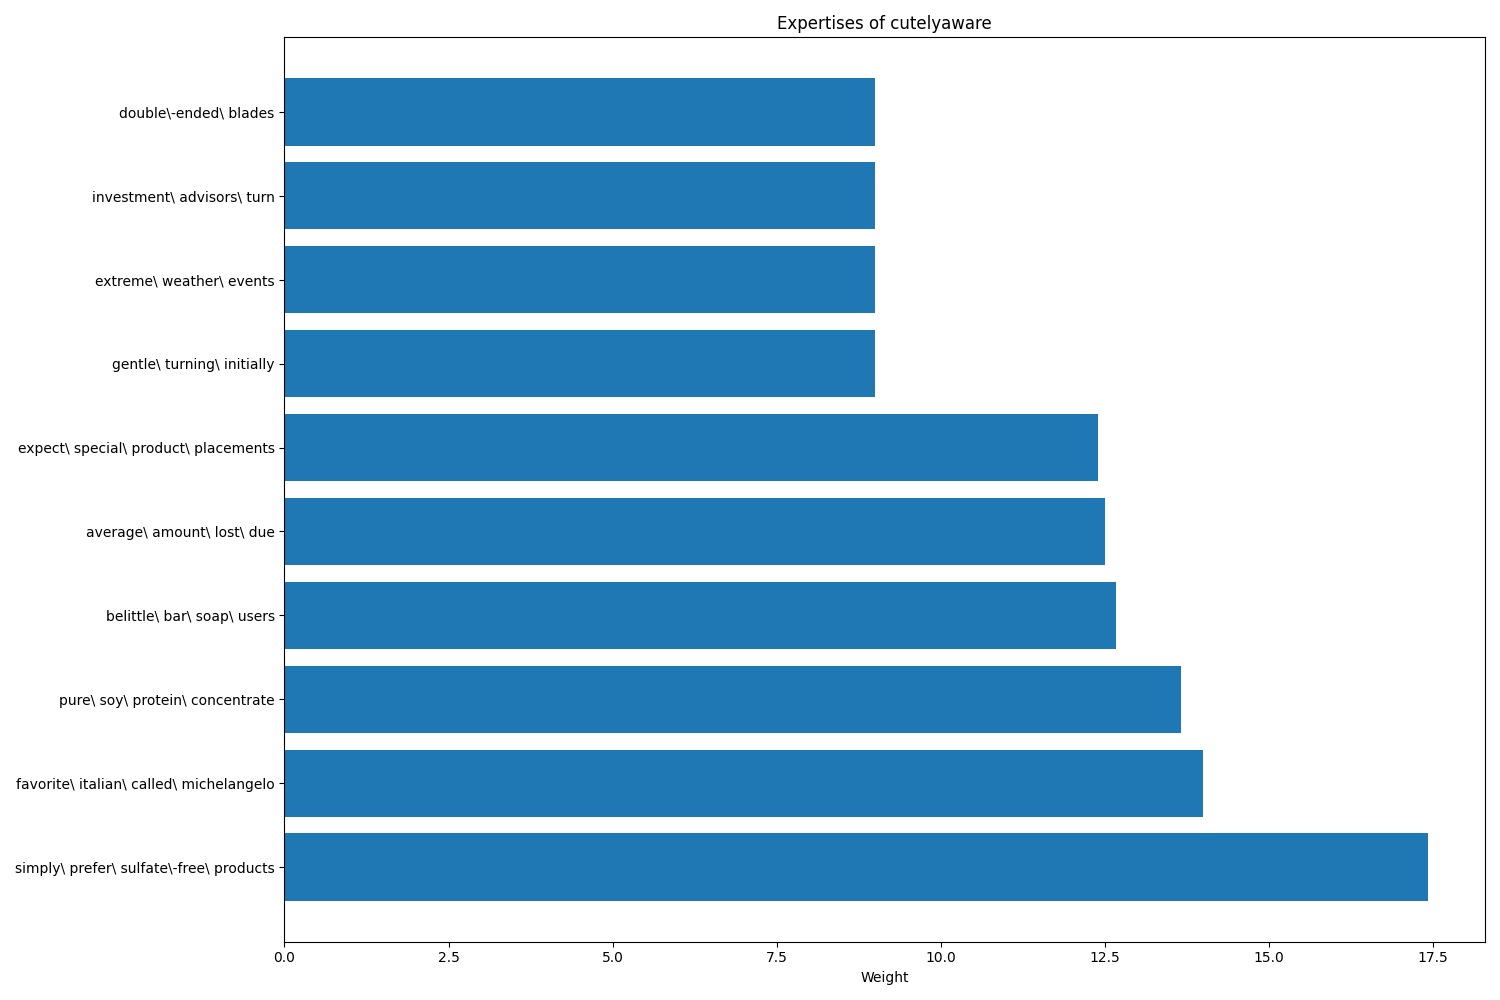 Expertises of cutelyaware
double\-ended\ blades
investment\ advisors\ turn
extreme\ weather\ events
gentle\ turning\ initially
expect\ special\ product\ placements
average\ amount\ lost\ due
belittle\ bar\ soap\ users
pure\ soy\ protein\ concentrate
favorite\ italian\ called\ michelangelo
simply\ prefer\ sulfate\-free\ products
0.0 2.5 5.0 7.5 10.0 12.5 15.0 17.5
Weight